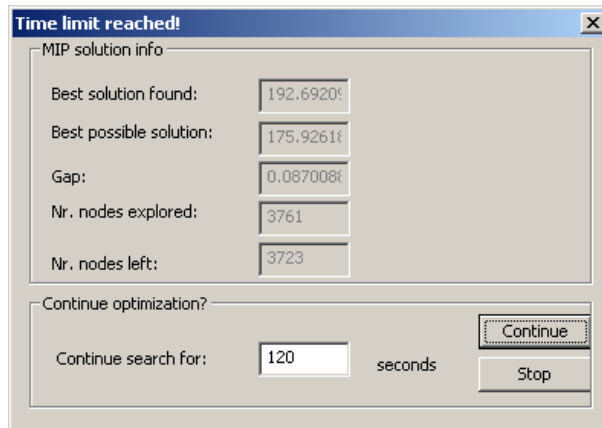 Time limit reached!
MIP solution info
Best solution found: 192.69209
Best possible solution: 175.92618
Gap: 0.0870088
Nr. nodes explored: 3761
Nr. nodes left: 3723
Continue optimization?
Continue search for: 120 seconds
Continue
Stop